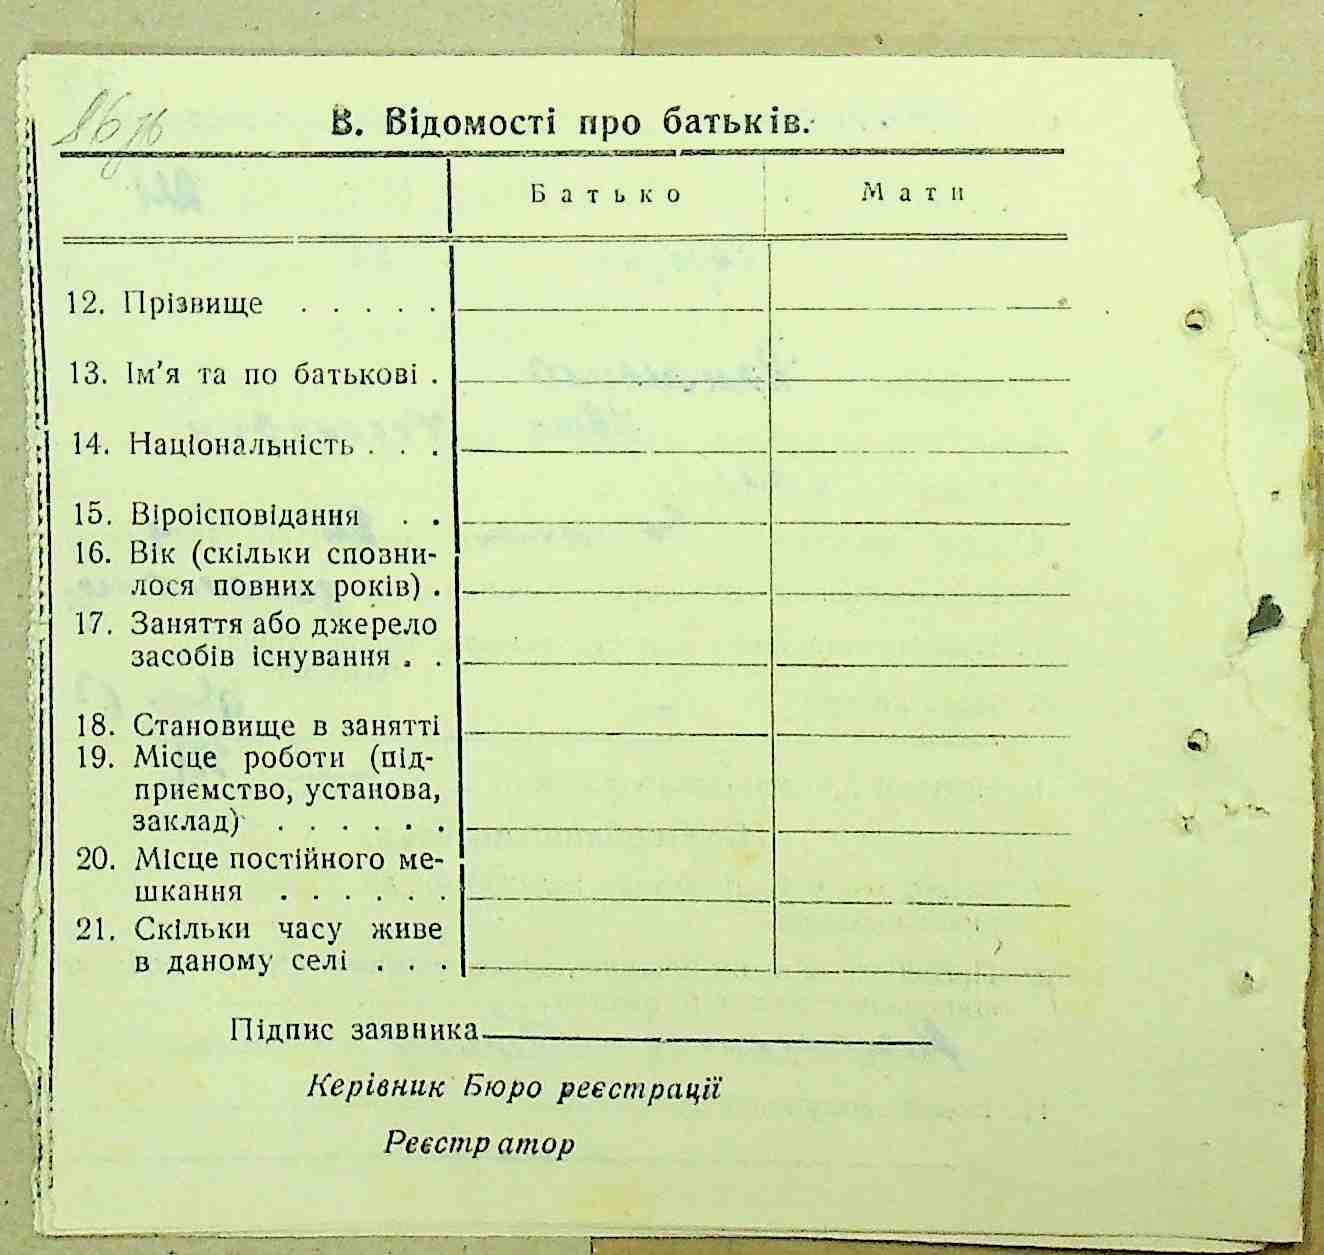 В. Відомості про батьків.
Батько Мати
12. Прізвище . . . . .
13. Ім’я та по батькові .
14. Національність . . .
15. Віроісповідання . .
16. Вік (скільки сповни-
лося повних років) .
17. Заняття або джерело
засобів існування . .
18. Становище в занятті
19. Місце роботи (під-
приємство, установа,
заклад) . . . . . .
20. Місце постійного ме-
шкання . . . . . .
21. Скільки часу живе
в даному селі . . .
Підпис заявника
Керівник Бюро реєстрації
Реєстратор